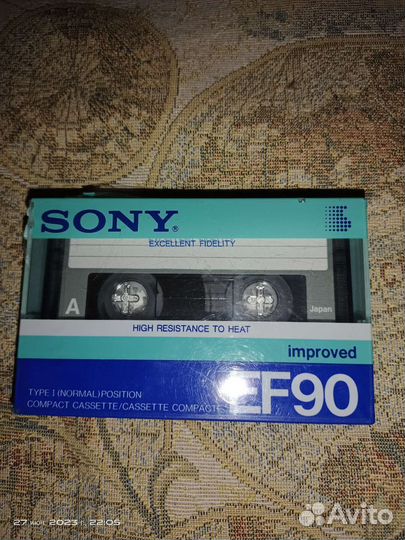 SONY®
EXCELLENT FIDELITY
A
Japan
HIGH RESISTANCE TO HEAT
improved
TYPE I (NORMAL) POSITION
COMPACT CASSETTE/CASSETTE COMPACTE
EF90
27 июн. 2023 г., 22:05
Avito